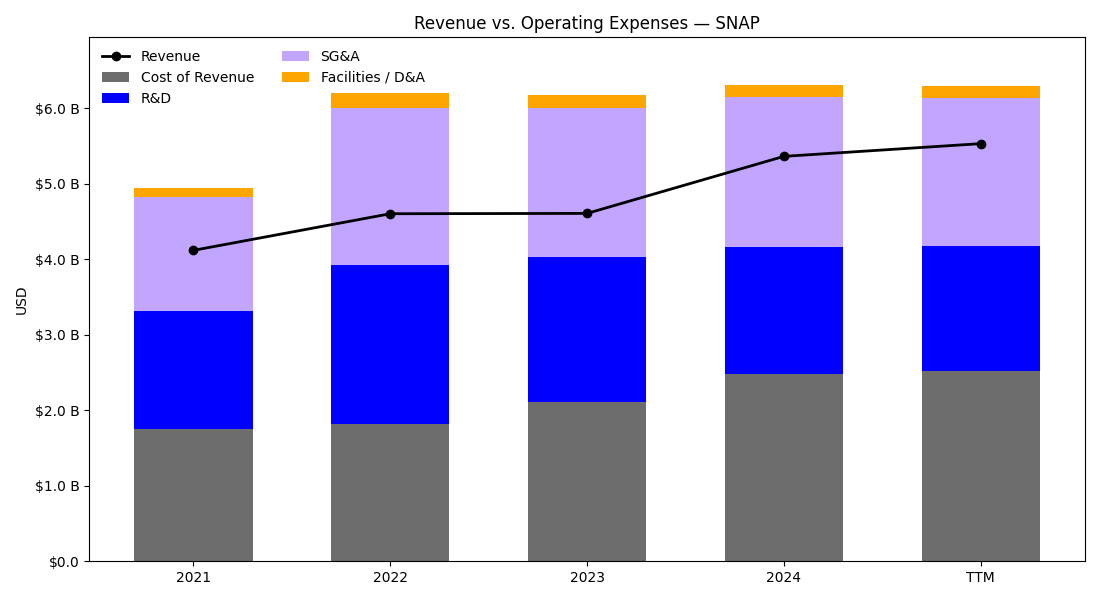 Revenue vs. Operating Expenses — SNAP
Revenue
Cost of Revenue
R&D
SG&A
Facilities / D&A
USD
$6.0 B
$5.0 B
$4.0 B
$3.0 B
$2.0 B
$1.0 B
$0.0
2021 2022 2023 2024 TTM